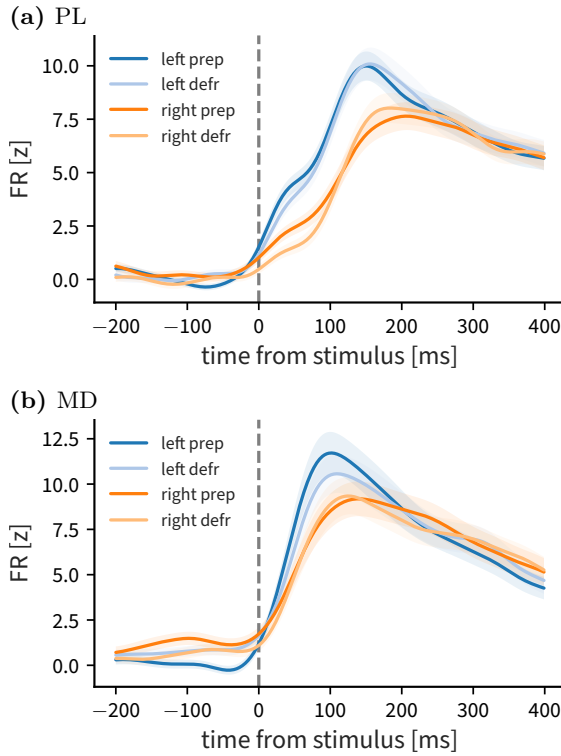 (a) PL
10.0
7.5
5.0
2.5
0.0
FR [z]
left prep
left defr
right prep
right defr
−200 −100 0 100 200 300 400
time from stimulus [ms]
(b) MD
12.5
10.0
7.5
5.0
2.5
0.0
FR [z]
left prep
left defr
right prep
right defr
−200 −100 0 100 200 300 400
time from stimulus [ms]